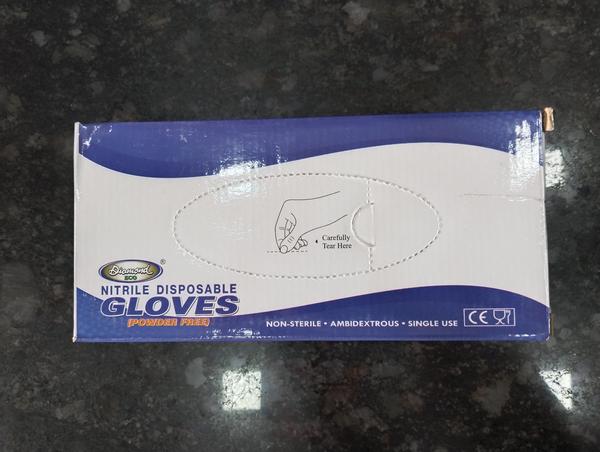 Carefully
Tear Here
Diamond ®
ECO
NITRILE DISPOSABLE
GLOVES
(POWDER FREE)
NON-STERILE • AMBIDEXTROUS • SINGLE USE
CE